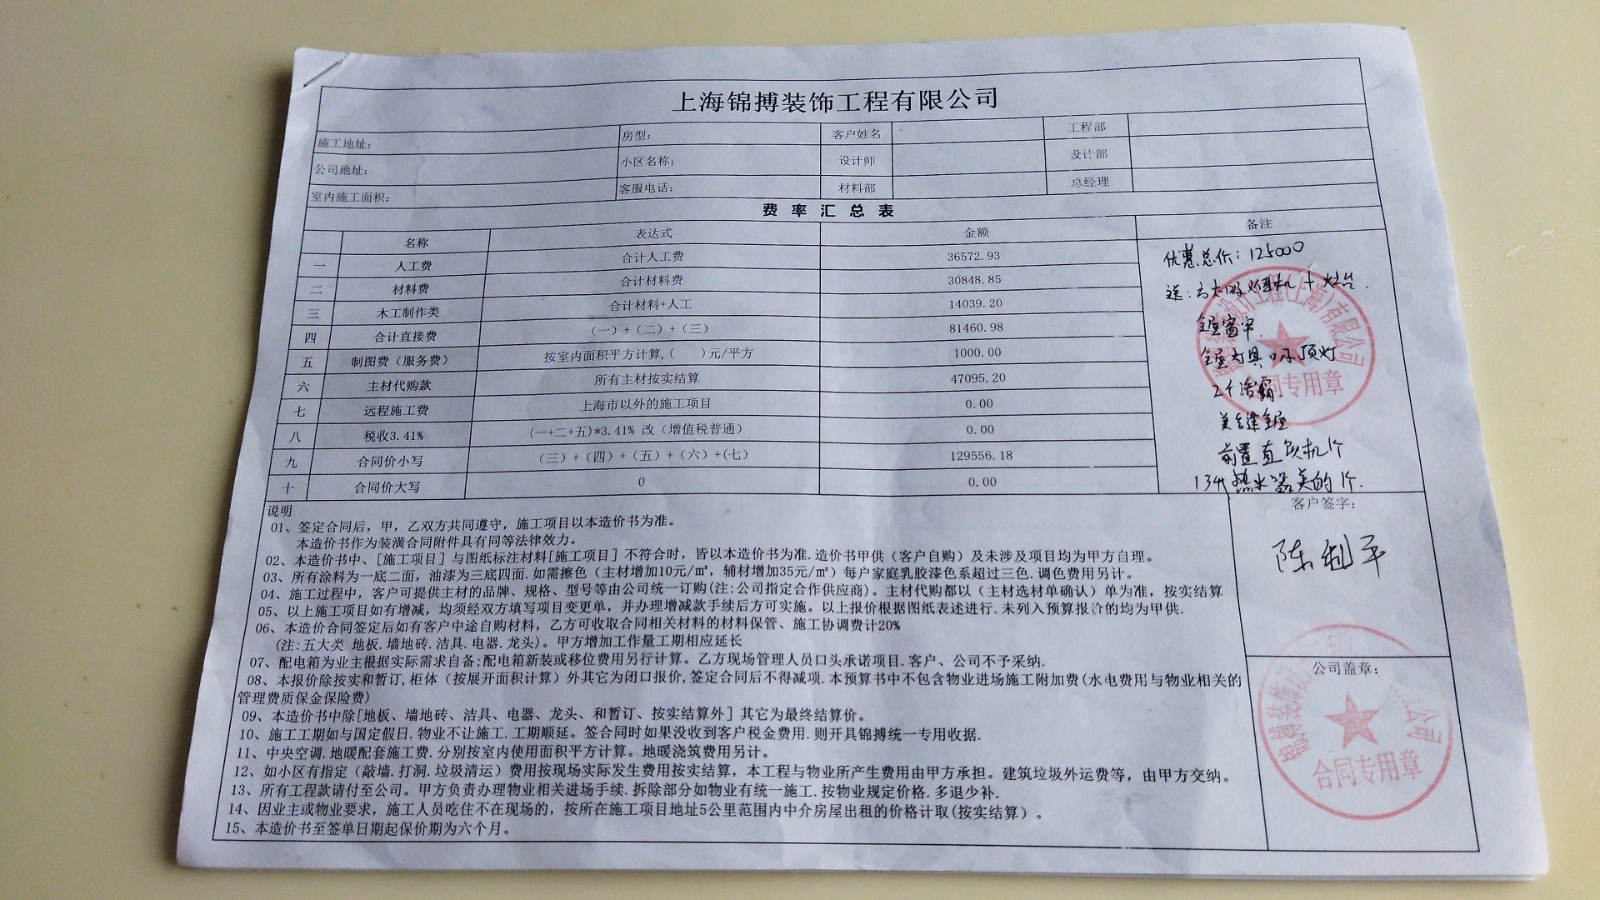 上海锦搏装饰工程有限公司
施工地址： 房型： 客户姓名 工程部
公司地址： 小区名称： 设计师 设计部
室内施工面积： 客服电话： 材料部 总经理
费率汇总表
名称 表达式 金额 备注
一 人工费 合计人工费 36572.93
二 材料费 合计材料费 30848.85
三 木工制作类 合计材料+人工 14039.20
四 合计直接费 （一）+（二）+（三） 81460.98
五 制图费（服务费） 按室内面积平方计算,（ ）元/平方 1000.00
六 主材代购款 所有主材按实结算 47095.20
七 远程施工费 上海市以外的施工项目 0.00
八 税收3.41% （一+二+五）*3.41% 改（增值税普通） 0.00
九 合同价小写 （三）+（四）+（五）+（六）+（七） 129556.18
十 合同价大写 0 0.00
优惠总价：125000
送：方太吸烟机+灶台.
全屋窗帘.
全屋灯具 吸顶灯
2个浴霸
美缝全屋
前置直饮机1个
13升热水器美的1个.
合同专用章
说明
01、签定合同后，甲，乙双方共同遵守，施工项目以本造价书为准。
本造价书作为装潢合同附件具有同等法律效力。
02、本造价书中、[施工项目］与图纸标注材料[施工项目］不符合时，皆以本造价书为准.造价书甲供（客户自购）及未涉及项目均为甲方自理。
03、所有涂料为一底二面，油漆为三底四面.如需擦色（主材增加10元/㎡，辅材增加35元/㎡）每户家庭乳胶漆色系超过三色.调色费用另计。
04、施工过程中，客户可提供主材的品牌、规格、型号等由公司统一订购(注:公司指定合作供应商)。主材代购都以（主材选材单确认）单为准，按实结算
05、以上施工项目如有增减，均须经双方填写项目变更单，并办理增减款手续后方可实施。以上报价根据图纸表述进行.未列入预算报价的均为甲供.
06、本造价合同签定后如有客户中途自购材料，乙方可收取合同相关材料的材料保管、施工协调费计20%
(注:五大类 地板.墙地砖.洁具.电器.龙头)。甲方增加工作量工期相应延长
07、配电箱为业主根据实际需求自备;配电箱新装或移位费用另行计算。乙方现场管理人员口头承诺项目.客户、公司不予采纳.
08、本报价除按实和暂订,柜体（按展开面积计算）外其它为闭口报价,签定合同后不得减项.本预算书中不包含物业进场施工附加费(水电费用与物业相关的
管理费质保金保险费)
09、本造价书中除[地板、墙地砖、洁具、电器、龙头、和暂订、按实结算外］其它为最终结算价。
10、施工工期如与国定假日.物业不让施工.工期顺延。签合同时如果没收到客户税金费用.则开具锦搏统一专用收据.
11、中央空调.地暖配套施工费.分别按室内使用面积平方计算。地暖浇筑费用另计。
12、如小区有指定（敲墙.打洞.垃圾清运）费用按现场实际发生费用按实结算，本工程与物业所产生费用由甲方承担。建筑垃圾外运费等，由甲方交纳。
13、所有工程款请付至公司。甲方负责办理物业相关进场手续.拆除部分如物业有统一施工.按物业规定价格.多退少补.
14、因业主或物业要求，施工人员吃住不在现场的，按所在施工项目地址5公里范围内中介房屋出租的价格计取(按实结算）。
15、本造价书至签单日期起保价期为六个月。
客户签字：
公司盖章：
合同专用章